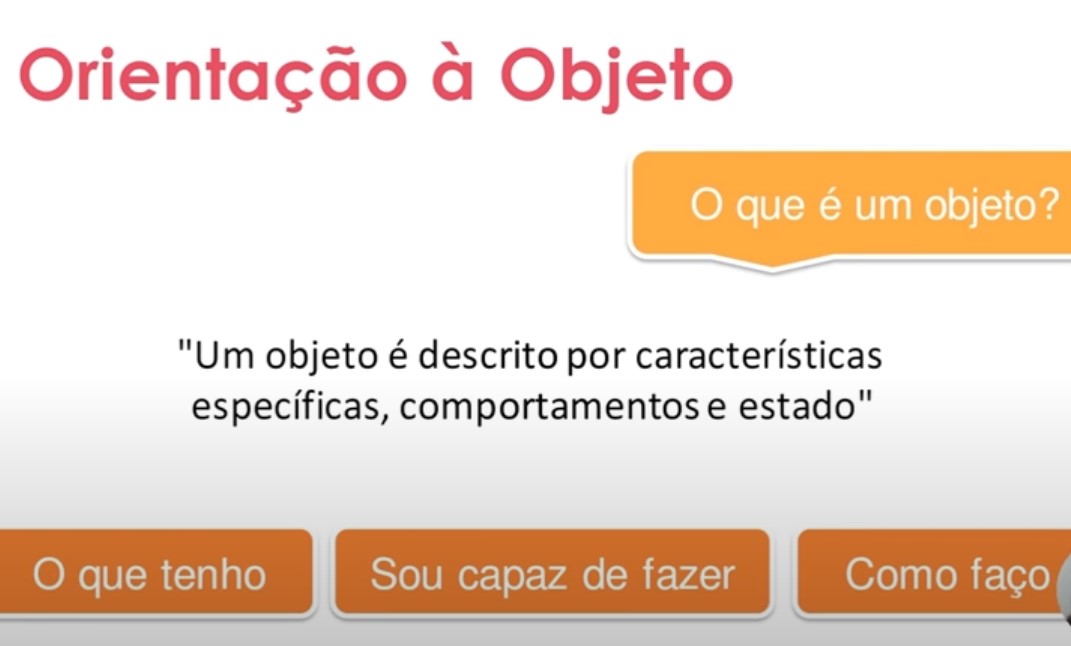 Orientação à Objeto
O que é um objeto?
"Um objeto é descrito por características
específicas, comportamentos e estado"
O que tenho
Sou capaz de fazer
Como faço